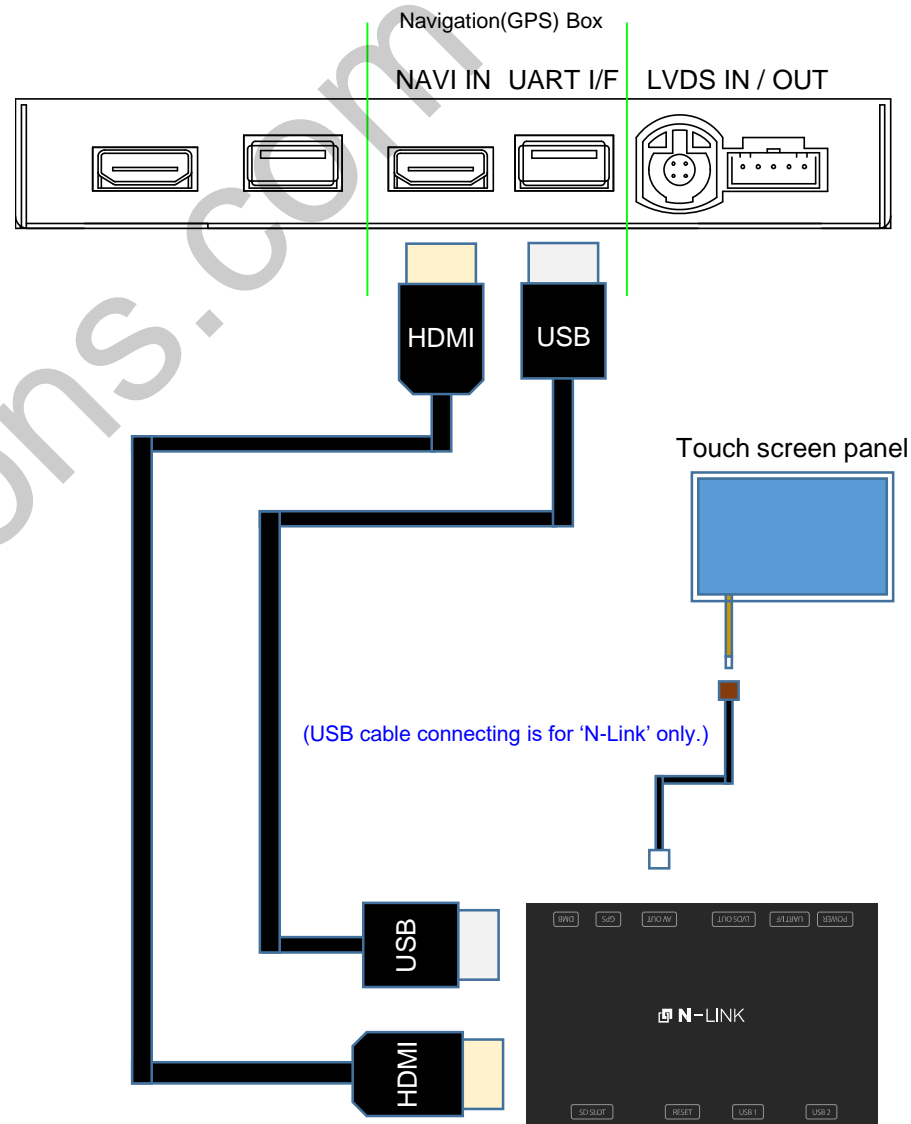 Navigation(GPS) Box
NAVI IN UART I/F LVDS IN / OUT
HDMI USB
Touch screen panel
(USB cable connecting is for ‘N-Link’ only.)
USB
DMB GPS AV OUT LVDS OUT UART I/F POWER
N-LINK
HDMI
SD SLOT RESET USB 1 USB 2
ons.com